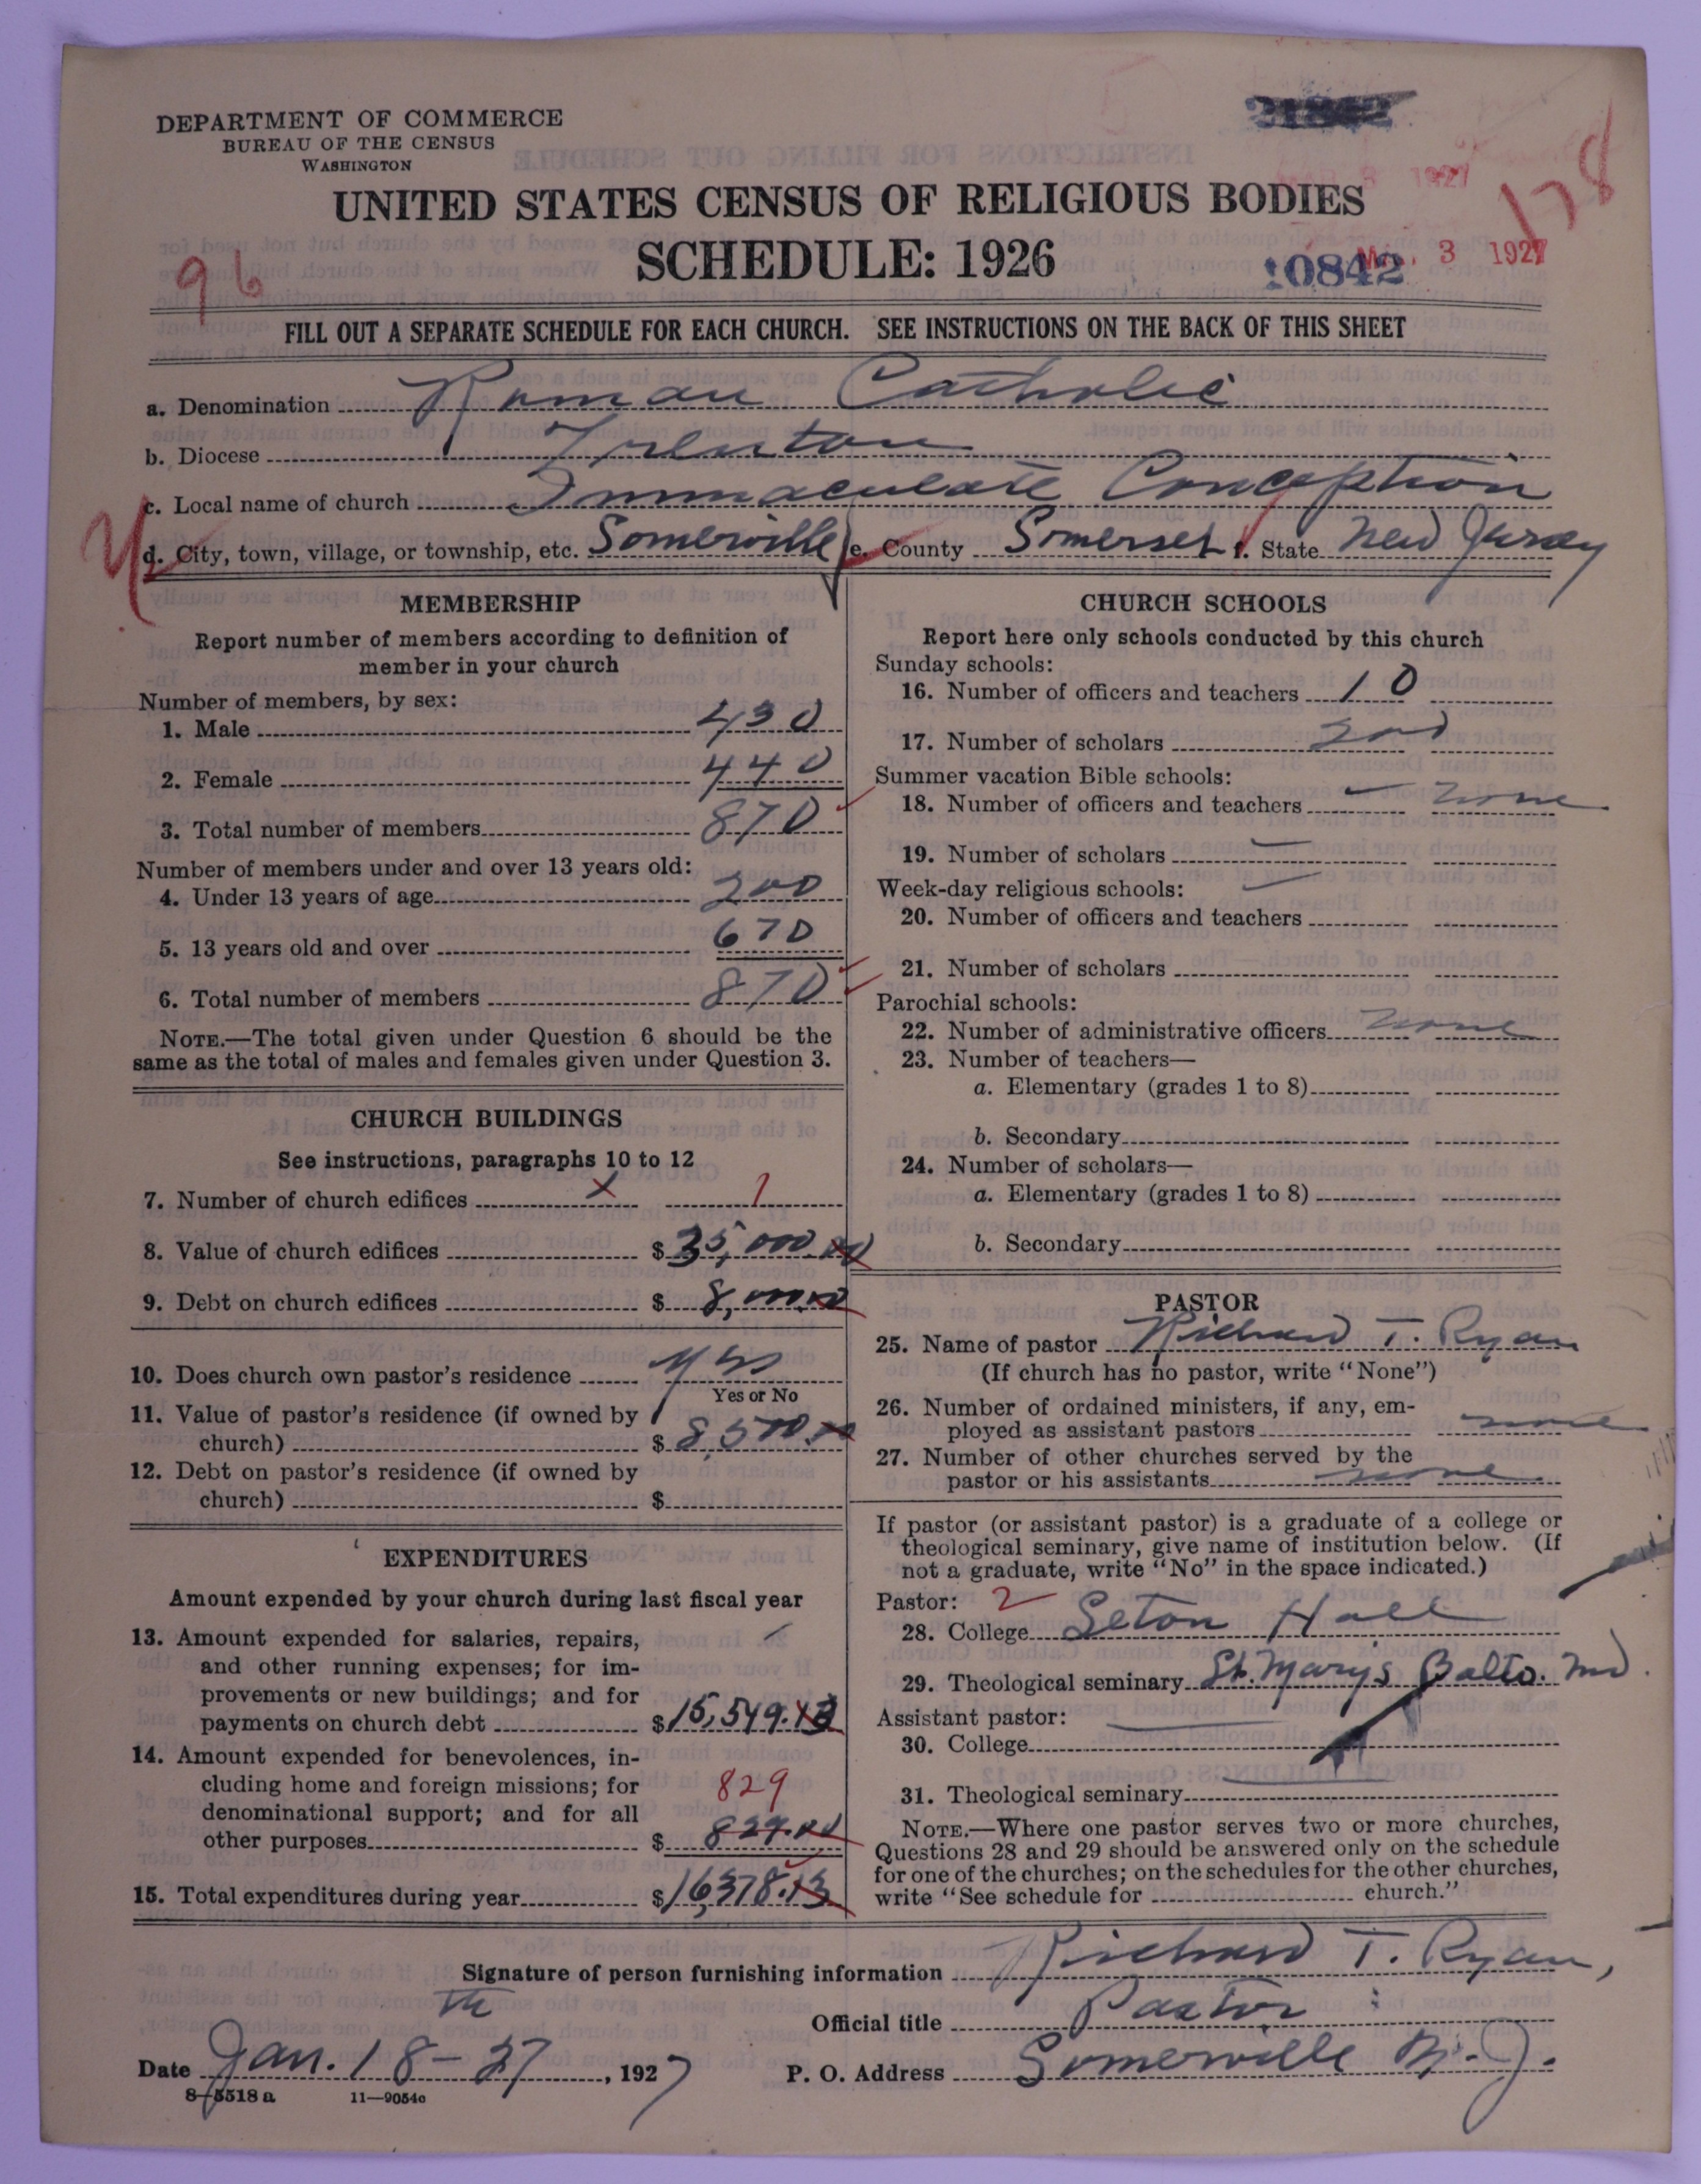 DEPARTMENT OF COMMERCE
BUREAU OF THE CENSUS
WASHINGTON
UNITED STATES CENSUS OF RELIGIOUS BODIES
SCHEDULE: 1926
178
96
3 1927
10842
FILL OUT A SEPARATE SCHEDULE FOR EACH CHURCH. SEE INSTRUCTIONS ON THE BACK OF THIS SHEET
a. Denomination Roman Catholic
b. Diocese Trenton
c. Local name of church Immaculate Conception
d. City, town, village, or township, etc. Somerville e. County Somerset f. State New Jersey
MEMBERSHIP
Report number of members according to definition of
member in your church
Number of members, by sex:
1. Male 430
2. Female 440
3. Total number of members 870
Number of members under and over 13 years old:
4. Under 13 years of age 200
5. 13 years old and over 670
6. Total number of members 870
NOTE.—The total given under Question 6 should be the
same as the total of males and females given under Question 3.
CHURCH BUILDINGS
See instructions, paragraphs 10 to 12
7. Number of church edifices 1
8. Value of church edifices $35,000.00
9. Debt on church edifices $8,000.00
10. Does church own pastor's residence Yes
Yes or No
11. Value of pastor's residence (if owned by
church) $8,500.00
12. Debt on pastor's residence (if owned by
church) $
EXPENDITURES
Amount expended by your church during last fiscal year
13. Amount expended for salaries, repairs,
and other running expenses; for im-
provements or new buildings; and for
payments on church debt $15,549.13
14. Amount expended for benevolences, in-
cluding home and foreign missions; for 829
denominational support; and for all
other purposes $829.00
15. Total expenditures during year $16,378.13
CHURCH SCHOOLS
Report here only schools conducted by this church
Sunday schools:
16. Number of officers and teachers 10
17. Number of scholars 200
Summer vacation Bible schools:
18. Number of officers and teachers none
19. Number of scholars
Week-day religious schools:
20. Number of officers and teachers
21. Number of scholars
Parochial schools:
22. Number of administrative officers none
23. Number of teachers—
a. Elementary (grades 1 to 8)
b. Secondary
24. Number of scholars—
a. Elementary (grades 1 to 8)
b. Secondary
PASTOR
25. Name of pastor Richard T. Ryan
(If church has no pastor, write "None")
26. Number of ordained ministers, if any, em-
ployed as assistant pastors none
27. Number of other churches served by the
pastor or his assistants none
If pastor (or assistant pastor) is a graduate of a college or
theological seminary, give name of institution below. (If
not a graduate, write "No" in the space indicated.)
Pastor: 2
28. College Seton Hall
29. Theological seminary St. Marys Balto. Md.
Assistant pastor:
30. College
31. Theological seminary
NOTE.—Where one pastor serves two or more churches,
Questions 28 and 29 should be answered only on the schedule
for one of the churches; on the schedules for the other churches,
write "See schedule for church."
Signature of person furnishing information Richard T. Ryan,
Official title Pastor
Date Jan. 18th-27, 1927 P. O. Address Somerville N. J.
8-5518 a 11-9054c